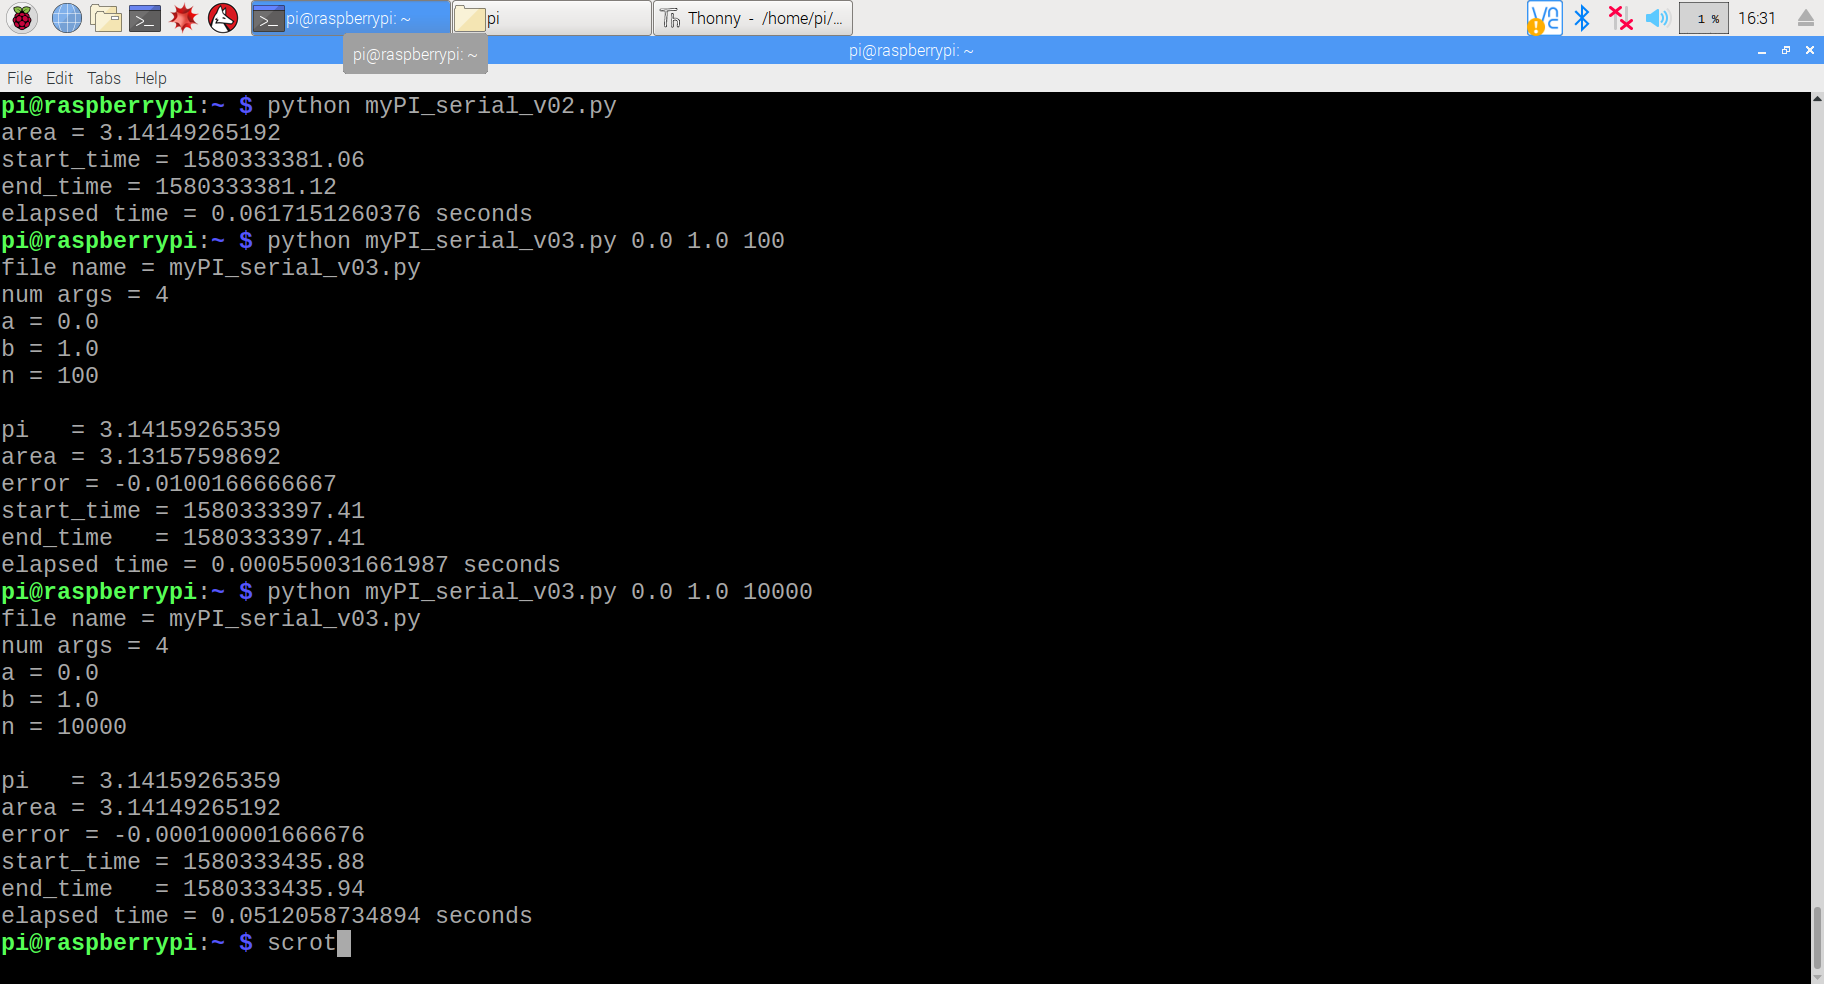 pi@raspberrypi: ~
pi
Thonny - /home/pi/...
1 %
16:31
pi@raspberrypi: ~
pi@raspberrypi: ~
File Edit Tabs Help
pi@raspberrypi:~ $ python myPI_serial_v02.py
area = 3.14149265192
start_time = 1580333381.06
end_time = 1580333381.12
elapsed time = 0.0617151260376 seconds
pi@raspberrypi:~ $ python myPI_serial_v03.py 0.0 1.0 100
file name = myPI_serial_v03.py
num args = 4
a = 0.0
b = 1.0
n = 100
pi   = 3.14159265359
area = 3.13157598692
error = -0.0100166666667
start_time = 1580333397.41
end_time   = 1580333397.41
elapsed time = 0.000550031661987 seconds
pi@raspberrypi:~ $ python myPI_serial_v03.py 0.0 1.0 10000
file name = myPI_serial_v03.py
num args = 4
a = 0.0
b = 1.0
n = 10000
pi   = 3.14159265359
area = 3.14149265192
error = -0.000100001666676
start_time = 1580333435.88
end_time   = 1580333435.94
elapsed time = 0.0512058734894 seconds
pi@raspberrypi:~ $ scrot